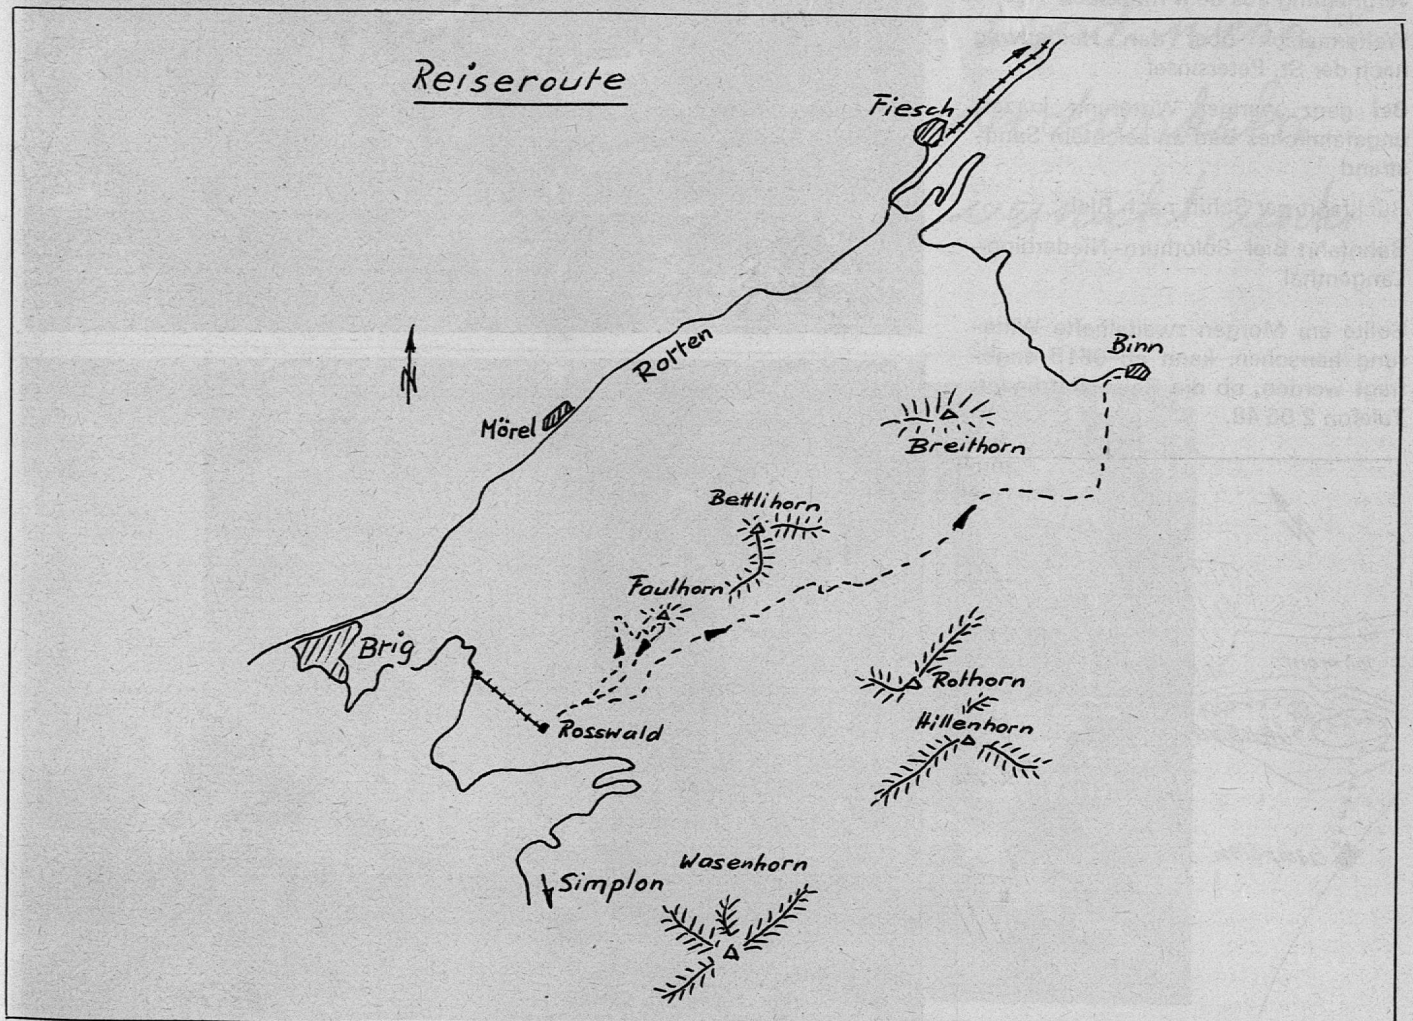 Reiseroute
Fiesch
Rotten
N
Binn
Mörel
Breithorn
Bettlihorn
Faulhorn
Brig
Rothorn
Rosswald
Hillenhorn
Wasenhorn
Simplon